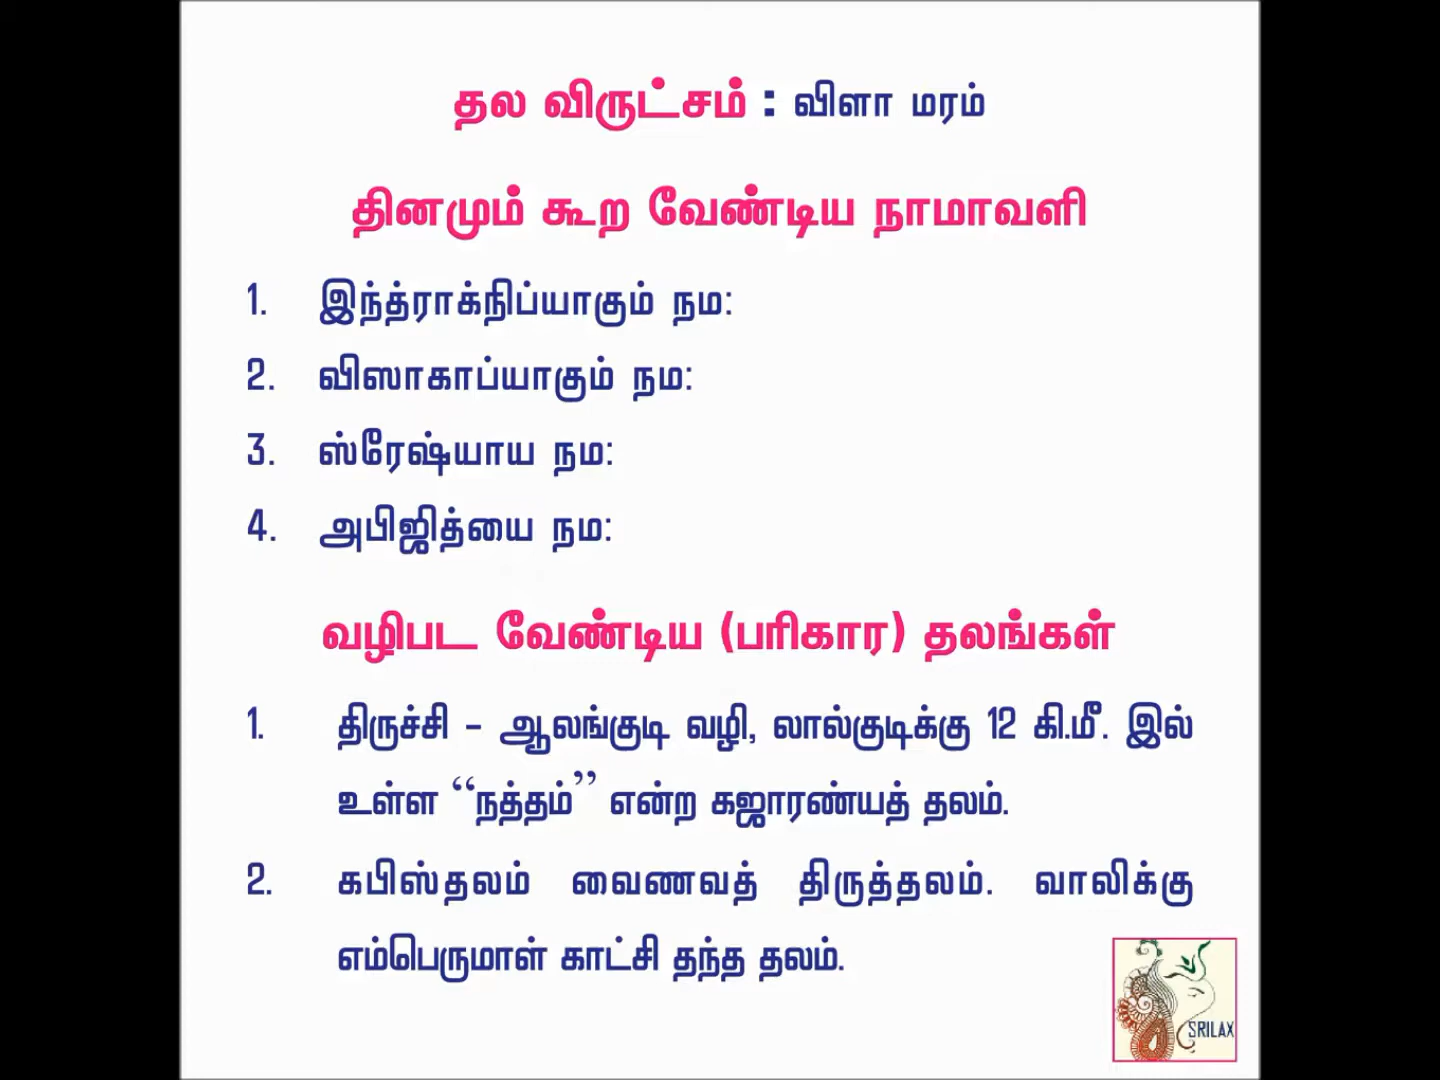 தல விருட்சம் : விளா மரம்
தினமும் கூற வேண்டிய நாமாவளி
1. இந்த்ராக்நிப்யாகும் நம:
2. விஸாகாப்யாகும் நம:
3. ஸ்ரேஷ்யாய நம:
4. அபிஜித்யை நம:
வழிபட வேண்டிய (பரிகார) தலங்கள்
1. திருச்சி – ஆலங்குடி வழி, லால்குடிக்கு 12 கி.மீ. இல்
உள்ள “நத்தம்” என்ற கஜாரண்யத் தலம்.
2. கபிஸ்தலம் வைணவத் திருத்தலம். வாலிக்கு
எம்பெருமாள் காட்சி தந்த தலம்.
SRILAX